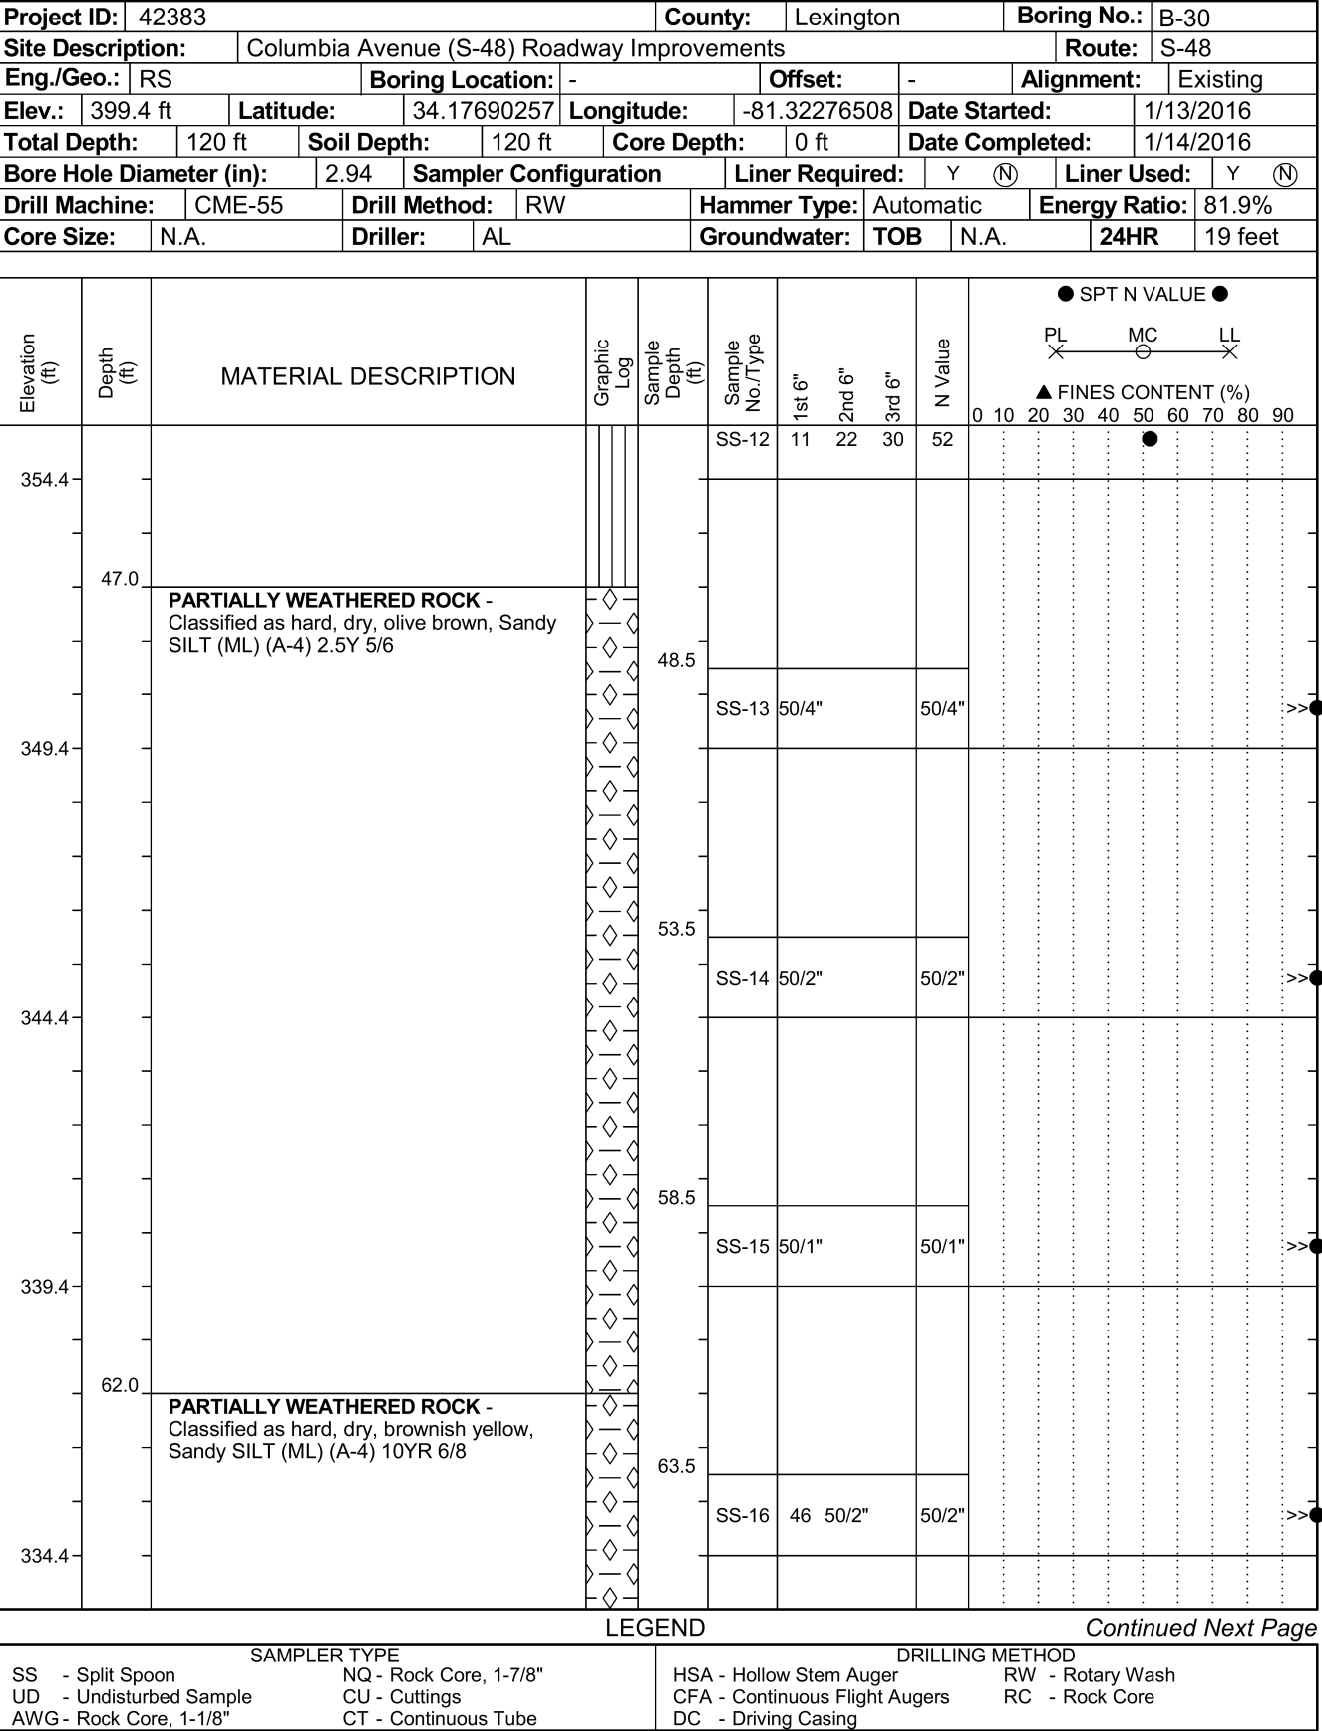 Project ID: 42383 County: Lexington Boring No.: B-30
Site Description: Columbia Avenue (S-48) Roadway Improvements Route: S-48
Eng./Geo.: RS Boring Location: - Offset: - Alignment: Existing
Elev.: 399.4 ft Latitude: 34.17690257 Longitude: -81.32276508 Date Started: 1/13/2016
Total Depth: 120 ft Soil Depth: 120 ft Core Depth: 0 ft Date Completed: 1/14/2016
Bore Hole Diameter (in): 2.94 Sampler Configuration Liner Required: Y N Liner Used: Y N
Drill Machine: CME-55 Drill Method: RW Hammer Type: Automatic Energy Ratio: 81.9%
Core Size: N.A. Driller: AL Groundwater: TOB N.A. 24HR 19 feet
Elevation (ft) Depth (ft) MATERIAL DESCRIPTION Graphic Log Sample Depth (ft) Sample No./Type 1st 6" 2nd 6" 3rd 6" N Value
● SPT N VALUE ●
PL MC LL
▲ FINES CONTENT (%)
0 10 20 30 40 50 60 70 80 90
SS-12 11 22 30 52
354.4
47.0
PARTIALLY WEATHERED ROCK -
Classified as hard, dry, olive brown, Sandy
SILT (ML) (A-4) 2.5Y 5/6
48.5
SS-13 50/4" 50/4" >>
349.4
53.5
SS-14 50/2" 50/2" >>
344.4
58.5
SS-15 50/1" 50/1" >>
339.4
62.0
PARTIALLY WEATHERED ROCK -
Classified as hard, dry, brownish yellow,
Sandy SILT (ML) (A-4) 10YR 6/8
63.5
SS-16 46 50/2" 50/2" >>
334.4
LEGEND Continued Next Page
SAMPLER TYPE DRILLING METHOD
SS - Split Spoon NQ - Rock Core, 1-7/8" HSA - Hollow Stem Auger RW - Rotary Wash
UD - Undisturbed Sample CU - Cuttings CFA - Continuous Flight Augers RC - Rock Core
AWG - Rock Core, 1-1/8" CT - Continuous Tube DC - Driving Casing